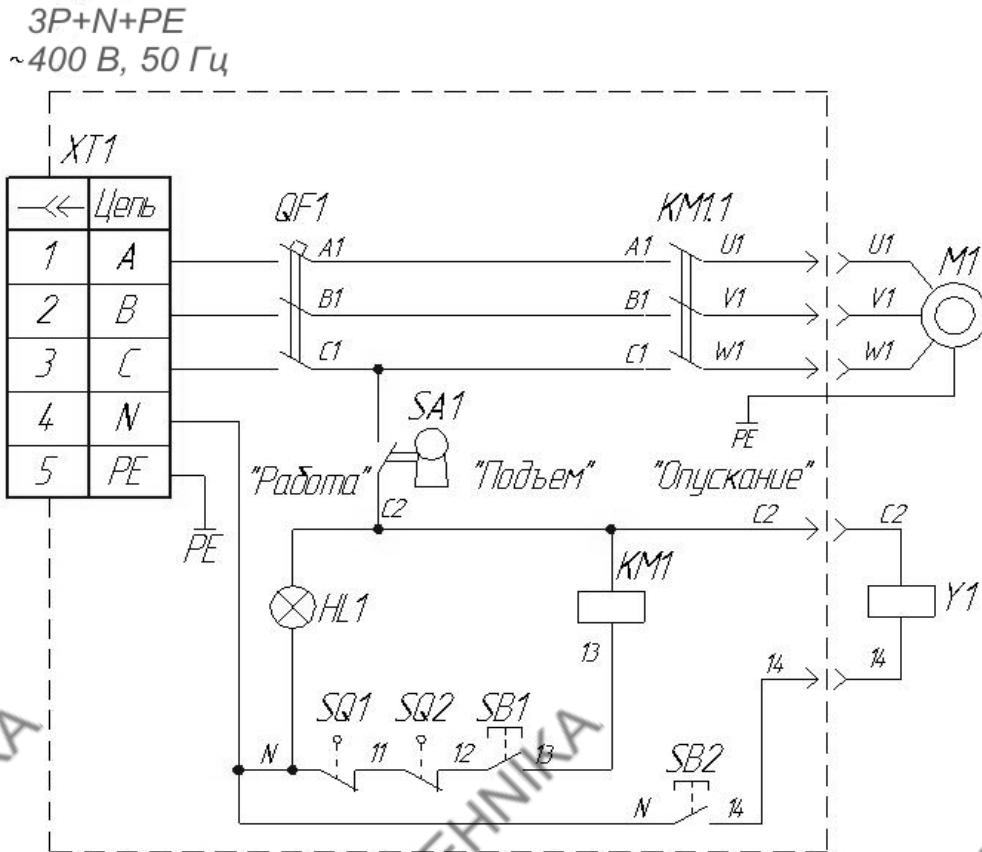 3P+N+PE
~400 В, 50 Гц
XT1
Цепь
QF1
KM1.1
1 A
A1
A1
U1
U1
M1
2 B
B1
B1
V1
V1
3 C
C1
C1
W1
W1
4 N
SA1
PE
5 PE
"Работа"
"Подъем"
"Опускание"
C2
C2
C2
PE
KM1
HL1
Y1
13
14
14
SQ1
SQ2
SB1
N
11
12
13
SB2
N
14
KA
EHNIKA